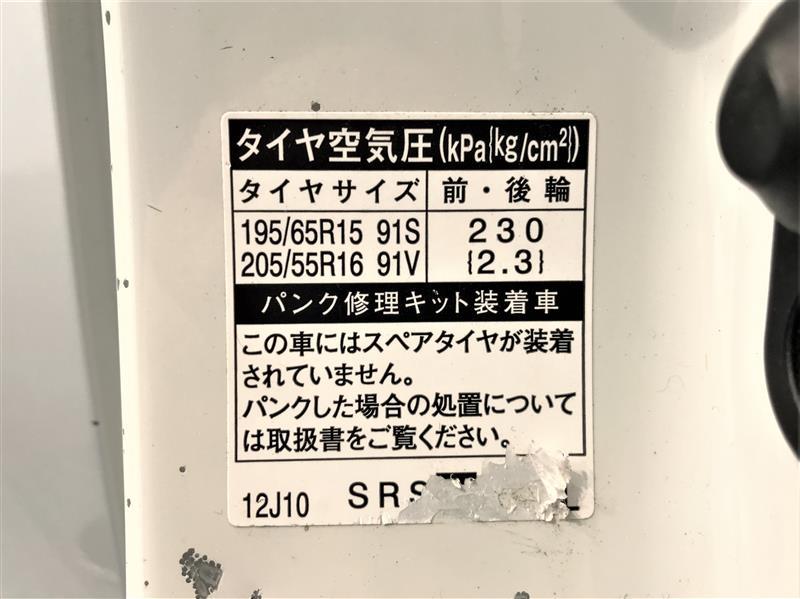 タイヤ空気圧(kPa{kg/cm²})
タイヤサイズ 前・後輪
195/65R15 91S 230
205/55R16 91V {2.3}
パンク修理キット装着車
この車にはスペアタイヤが装着
されていません。
パンクした場合の処置について
は取扱書をご覧ください。
12J10 SRS